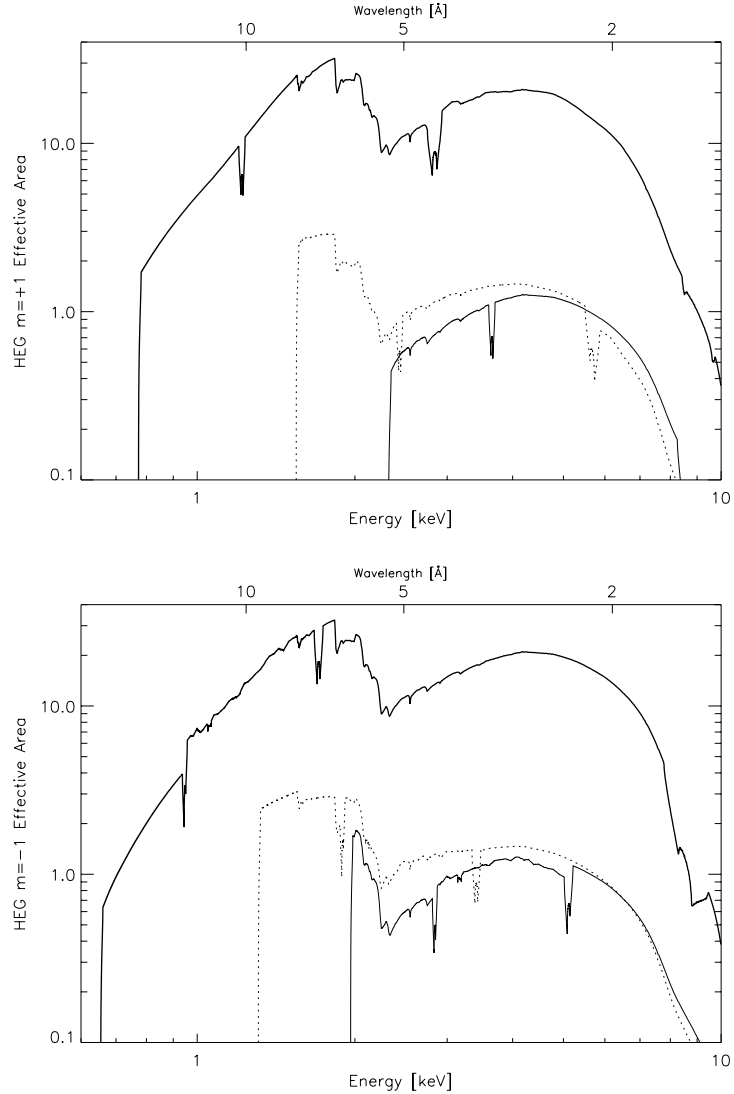 Wavelength [Å]
10 5 2
HEG m=+1 Effective Area
10.0
1.0
0.1
1 10
Energy [keV]
Wavelength [Å]
10 5 2
HEG m=−1 Effective Area
10.0
1.0
0.1
1 10
Energy [keV]